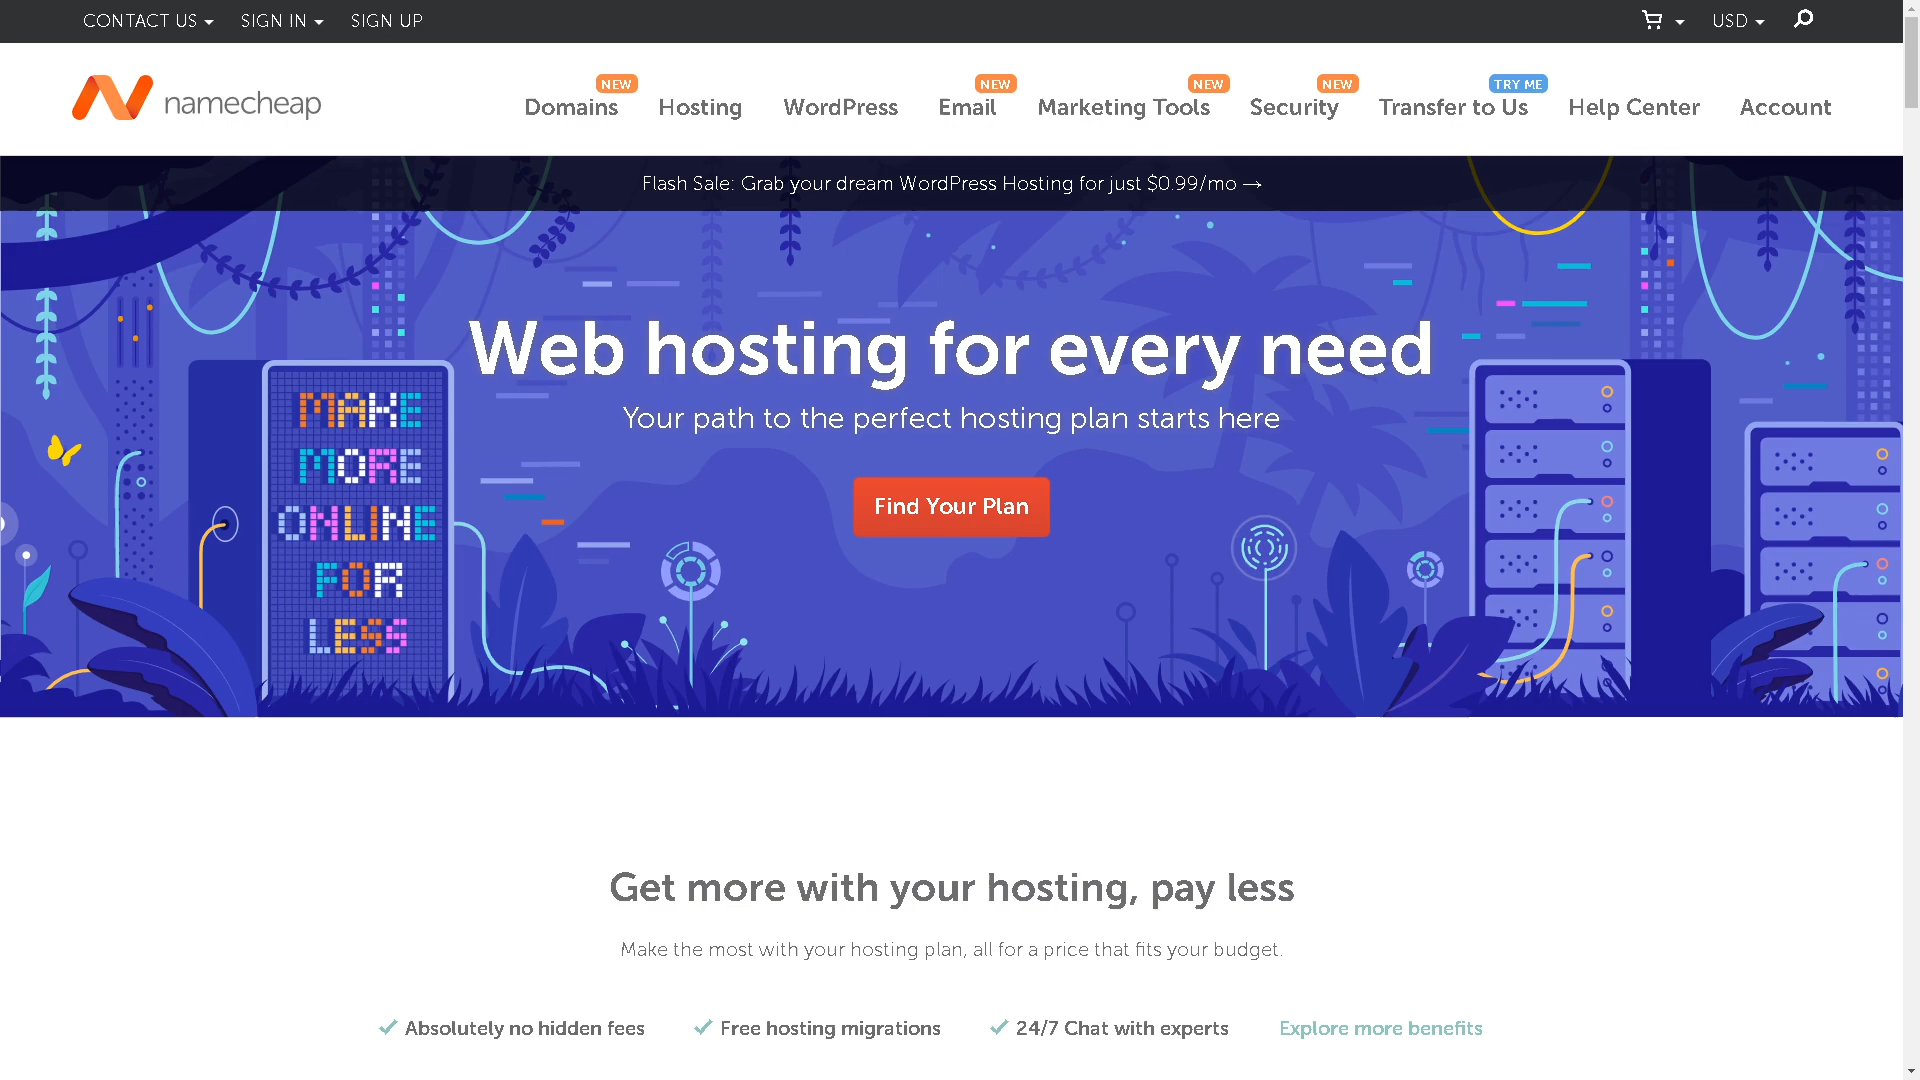 CONTACT US SIGN IN SIGN UP USD
NEW NEW NEW NEW TRY ME
namecheap Domains Hosting WordPress Email Marketing Tools Security Transfer to Us Help Center Account
Flash Sale: Grab your dream WordPress Hosting for just $0.99/mo →
Web hosting for every need
Your path to the perfect hosting plan starts here
Find Your Plan
MAKE
MORE
ONLINE
FOR
LESS
Get more with your hosting, pay less
Make the most with your hosting plan, all for a price that fits your budget.
Absolutely no hidden fees Free hosting migrations 24/7 Chat with experts Explore more benefits